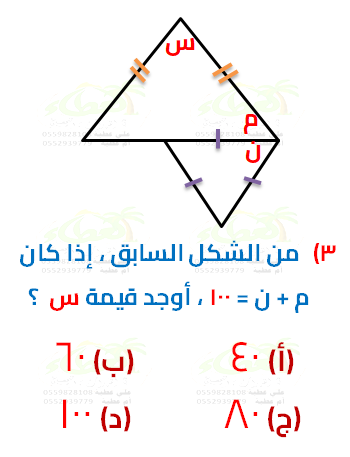 س
م
ن
٣) من الشكل السابق ، إذا كان
م + ن = ١٠٠ ، أوجد قيمة س ؟
(أ) ٤٠ (ب) ٦٠
(ج) ٨٠ (د) ١٠٠